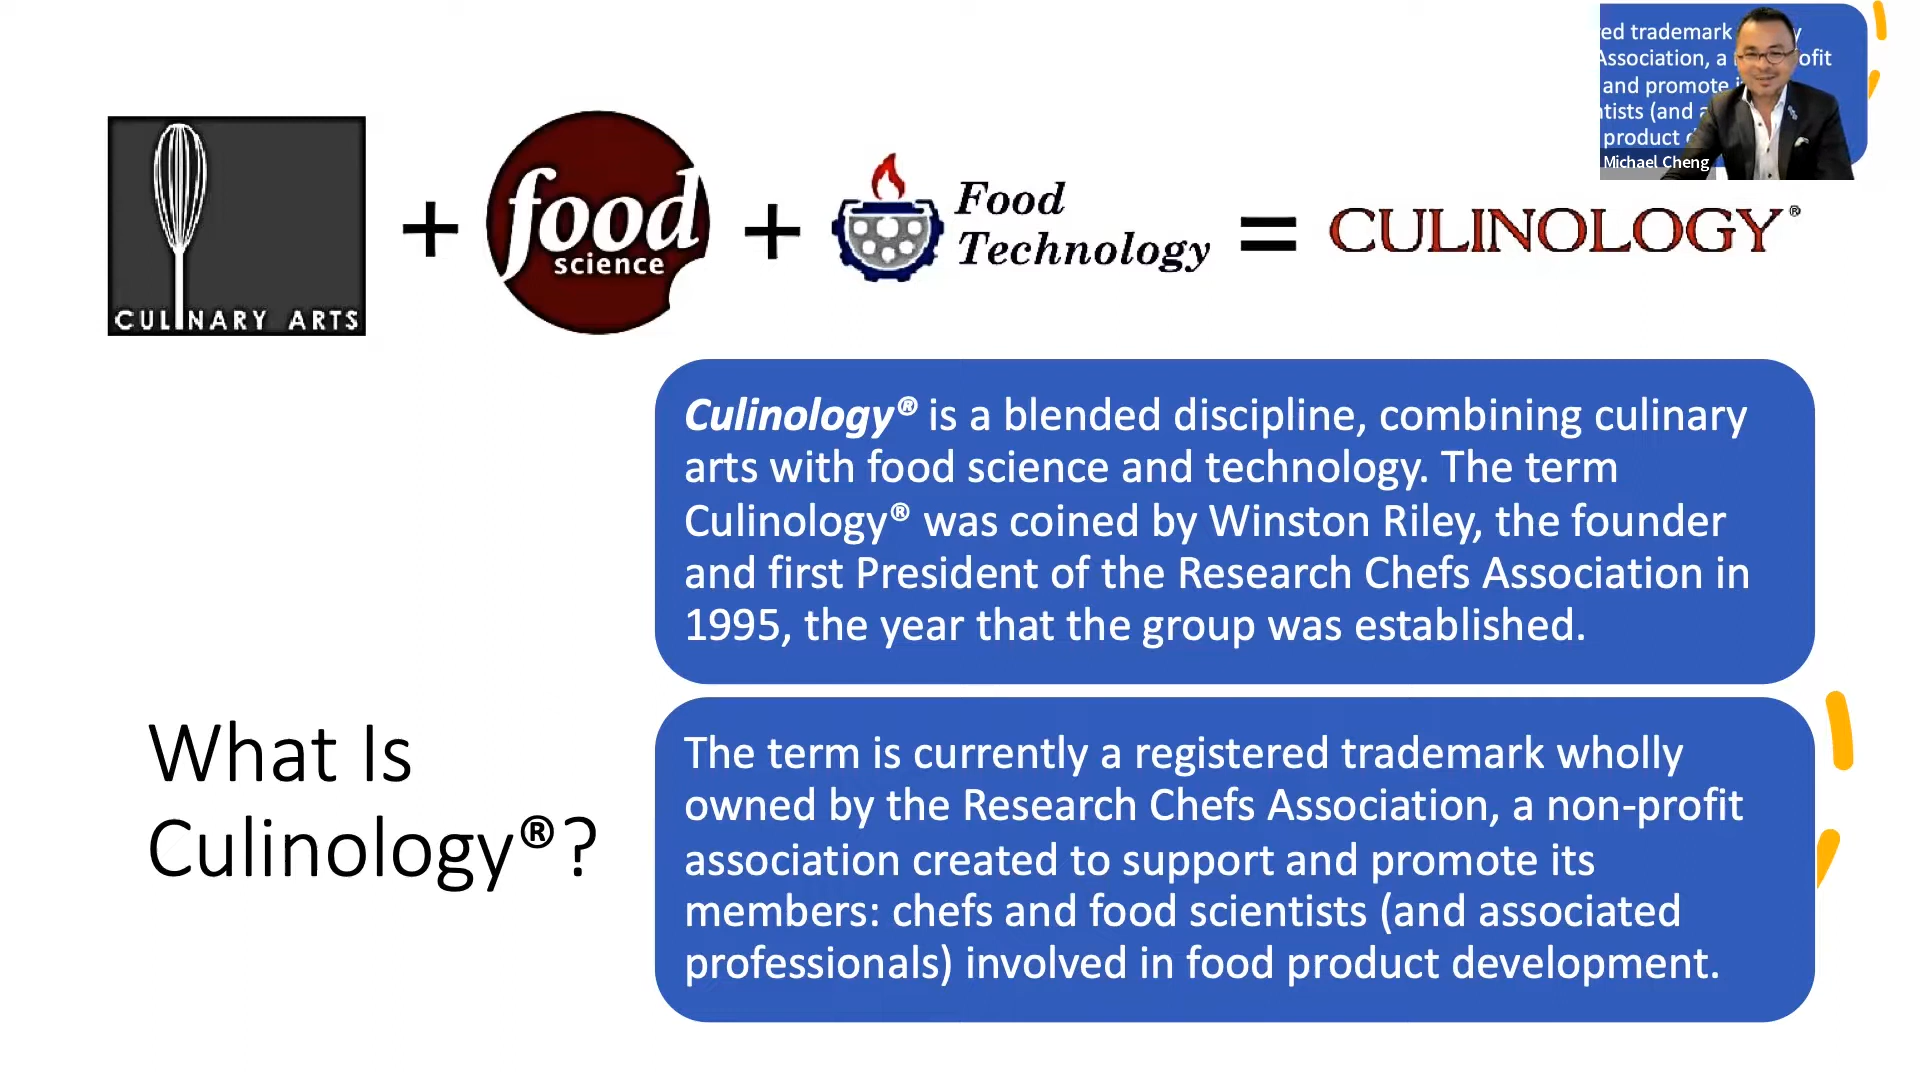 ed trademark
Association, a ofit
and promote
tists (and
product
Michael Cheng
CULINARY ARTS
+
food
science
+
Food
Technology
=
CULINOLOGY®
Culinology® is a blended discipline, combining culinary
arts with food science and technology. The term
Culinology® was coined by Winston Riley, the founder
and first President of the Research Chefs Association in
1995, the year that the group was established.
What Is
Culinology®?
The term is currently a registered trademark wholly
owned by the Research Chefs Association, a non-profit
association created to support and promote its
members: chefs and food scientists (and associated
professionals) involved in food product development.